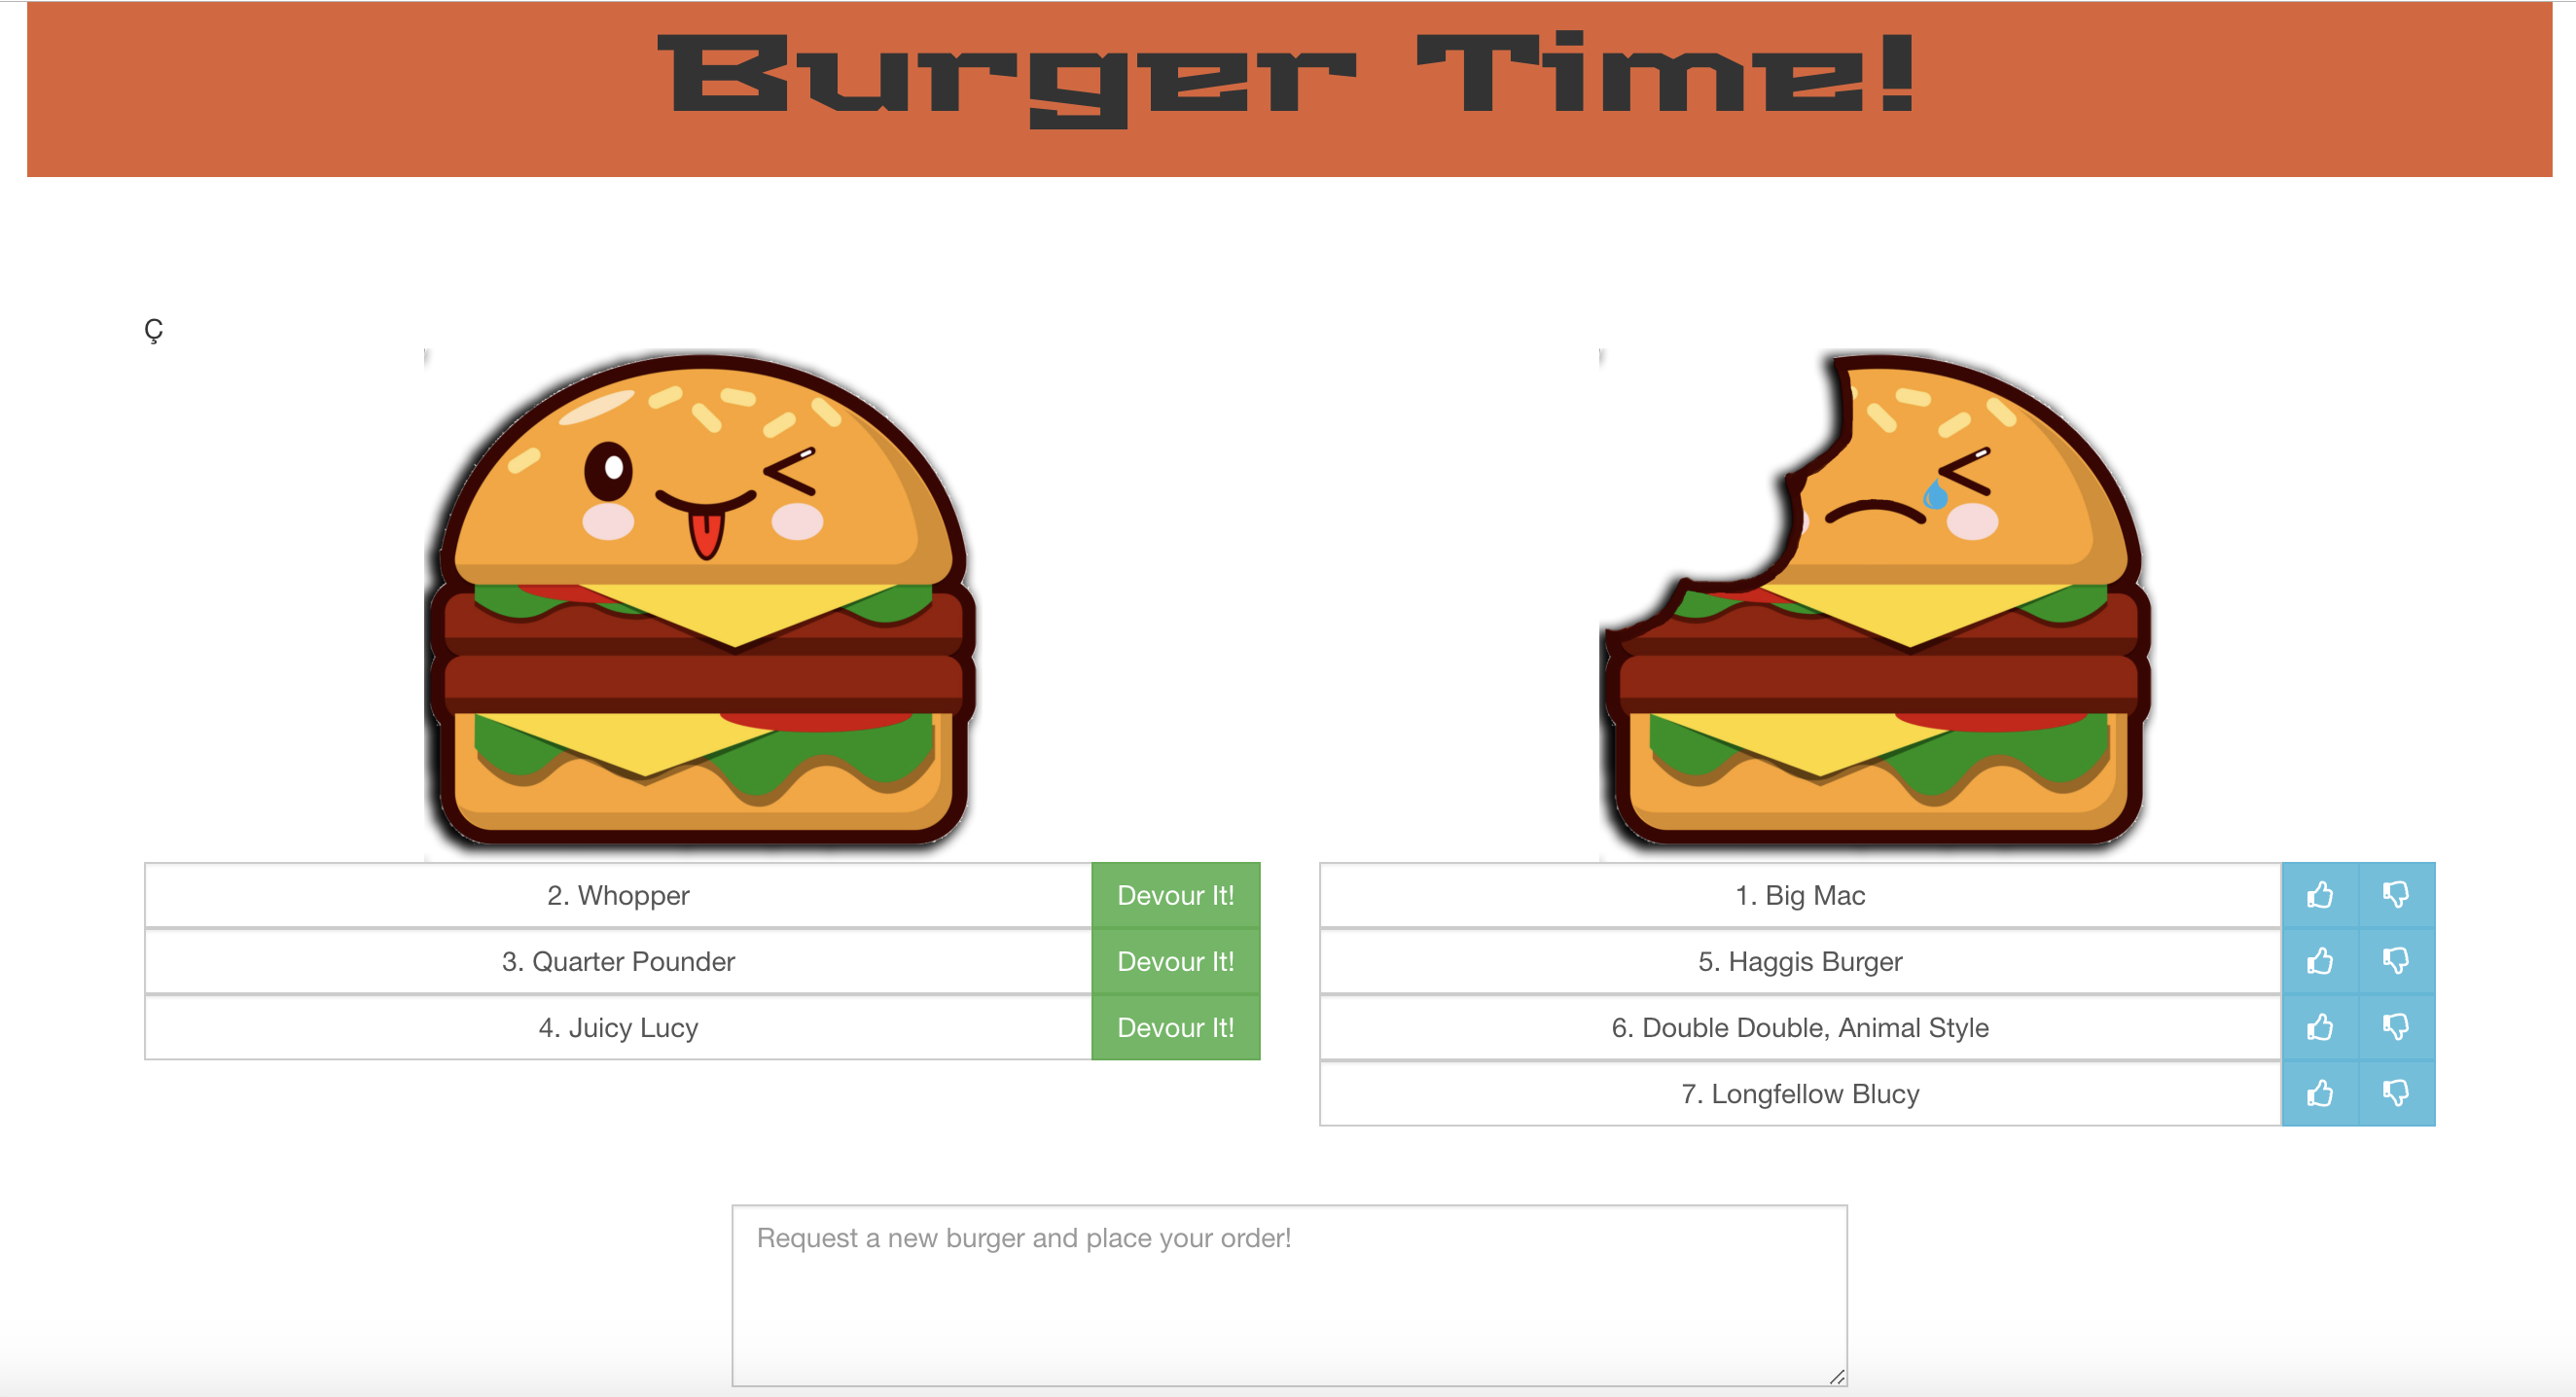 Burger Time!
Ç
2. Whopper
Devour It!
3. Quarter Pounder
Devour It!
4. Juicy Lucy
Devour It!
1. Big Mac
5. Haggis Burger
6. Double Double, Animal Style
7. Longfellow Blucy
Request a new burger and place your order!